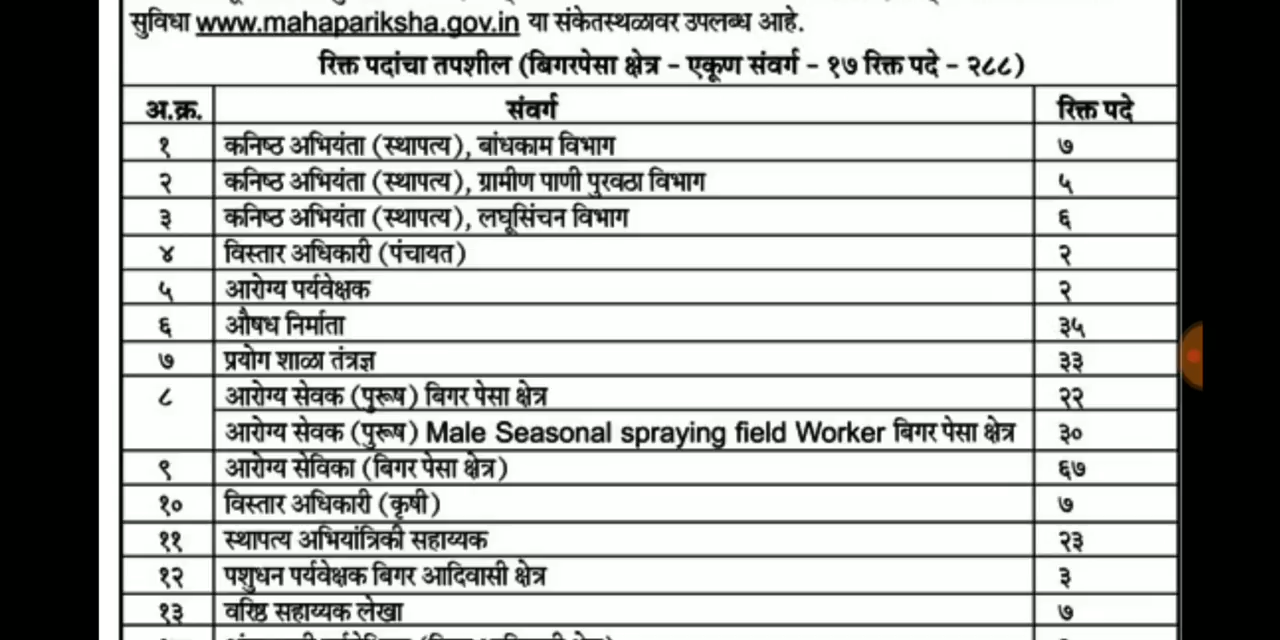 सुविधा www.mahapariksha.gov.in या संकेतस्थळावर उपलब्ध आहे.
रिक्त पदांचा तपशील (बिगरपेसा क्षेत्र - एकूण संवर्ग - १७ रिक्त पदे - २८८)
अ.क्र. संवर्ग रिक्त पदे
१ कनिष्ठ अभियंता (स्थापत्य), बांधकाम विभाग ७
२ कनिष्ठ अभियंता (स्थापत्य), ग्रामीण पाणी पुरवठा विभाग ५
३ कनिष्ठ अभियंता (स्थापत्य), लघूसिंचन विभाग ६
४ विस्तार अधिकारी (पंचायत) २
५ आरोग्य पर्यवेक्षक २
६ औषध निर्माता ३५
७ प्रयोग शाळा तंत्रज्ञ ३३
८ आरोग्य सेवक (पुरूष) बिगर पेसा क्षेत्र २२
आरोग्य सेवक (पुरूष) Male Seasonal spraying field Worker बिगर पेसा क्षेत्र ३०
९ आरोग्य सेविका (बिगर पेसा क्षेत्र) ६७
१० विस्तार अधिकारी (कृषी) ७
११ स्थापत्य अभियांत्रिकी सहाय्यक २३
१२ पशुधन पर्यवेक्षक बिगर आदिवासी क्षेत्र ३
१३ वरिष्ठ सहाय्यक लेखा ७